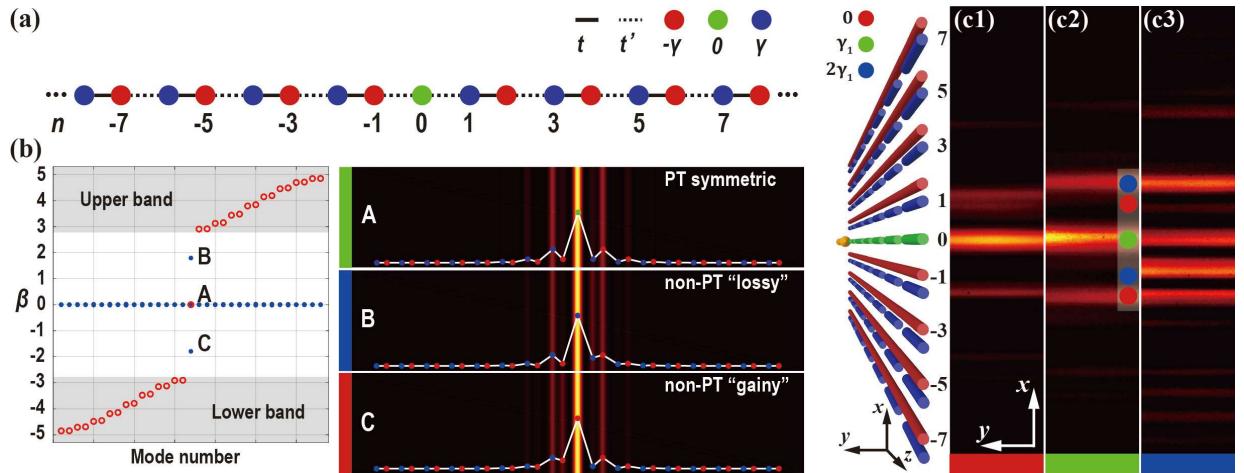 (a)
t t' -γ 0 γ
n -7 -5 -3 -1 0 1 3 5 7
(b)
β
5
4
3
2
1
0
-1
-2
-3
-4
-5
Upper band
B
A
C
Lower band
Mode number
A
PT symmetric
B
non-PT “lossy”
C
non-PT “gainy”
0
γ₁
2γ₁
7
5
3
1
0
-1
-3
-5
-7
x
y
z
(c1) (c2) (c3)
x
y